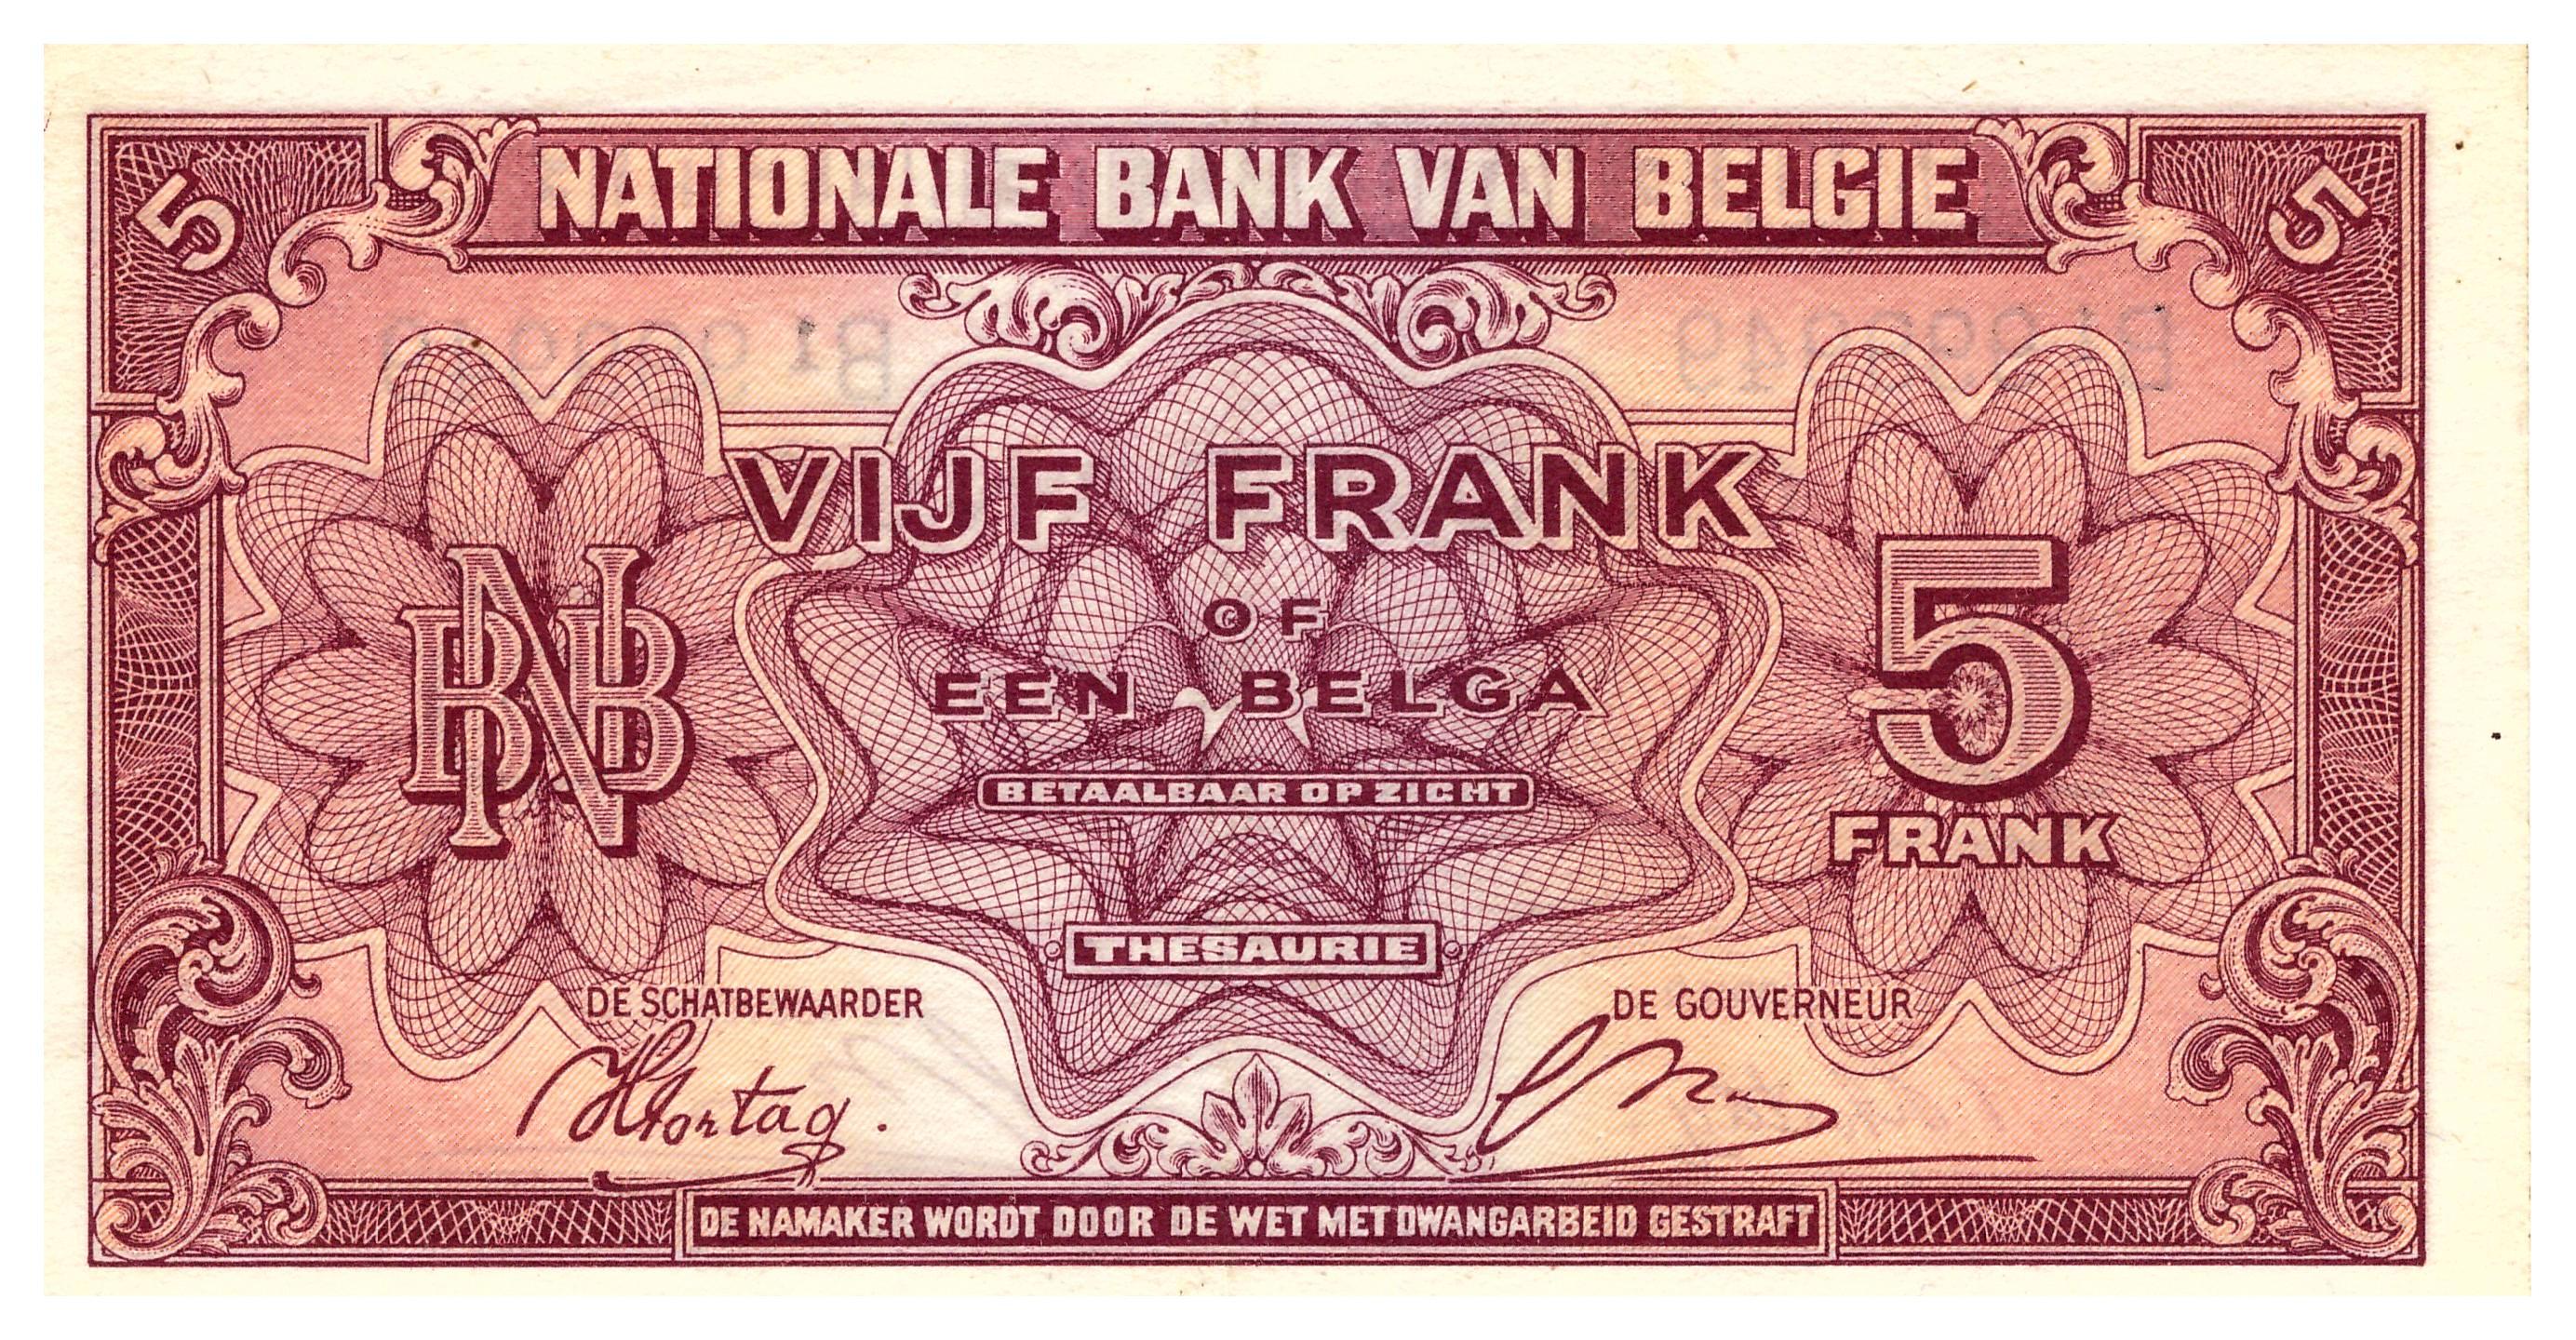 5 NATIONALE BANK VAN BELGIE 5
VIJF FRANK
OF
EEN BELGA
BNB
5
FRANK
BETAALBAAR OP ZICHT
THESAURIE
DE SCHATBEWAARDER
DE GOUVERNEUR
DE NAMAKER WORDT DOOR DE WET MET DWANGARBEID GESTRAFT